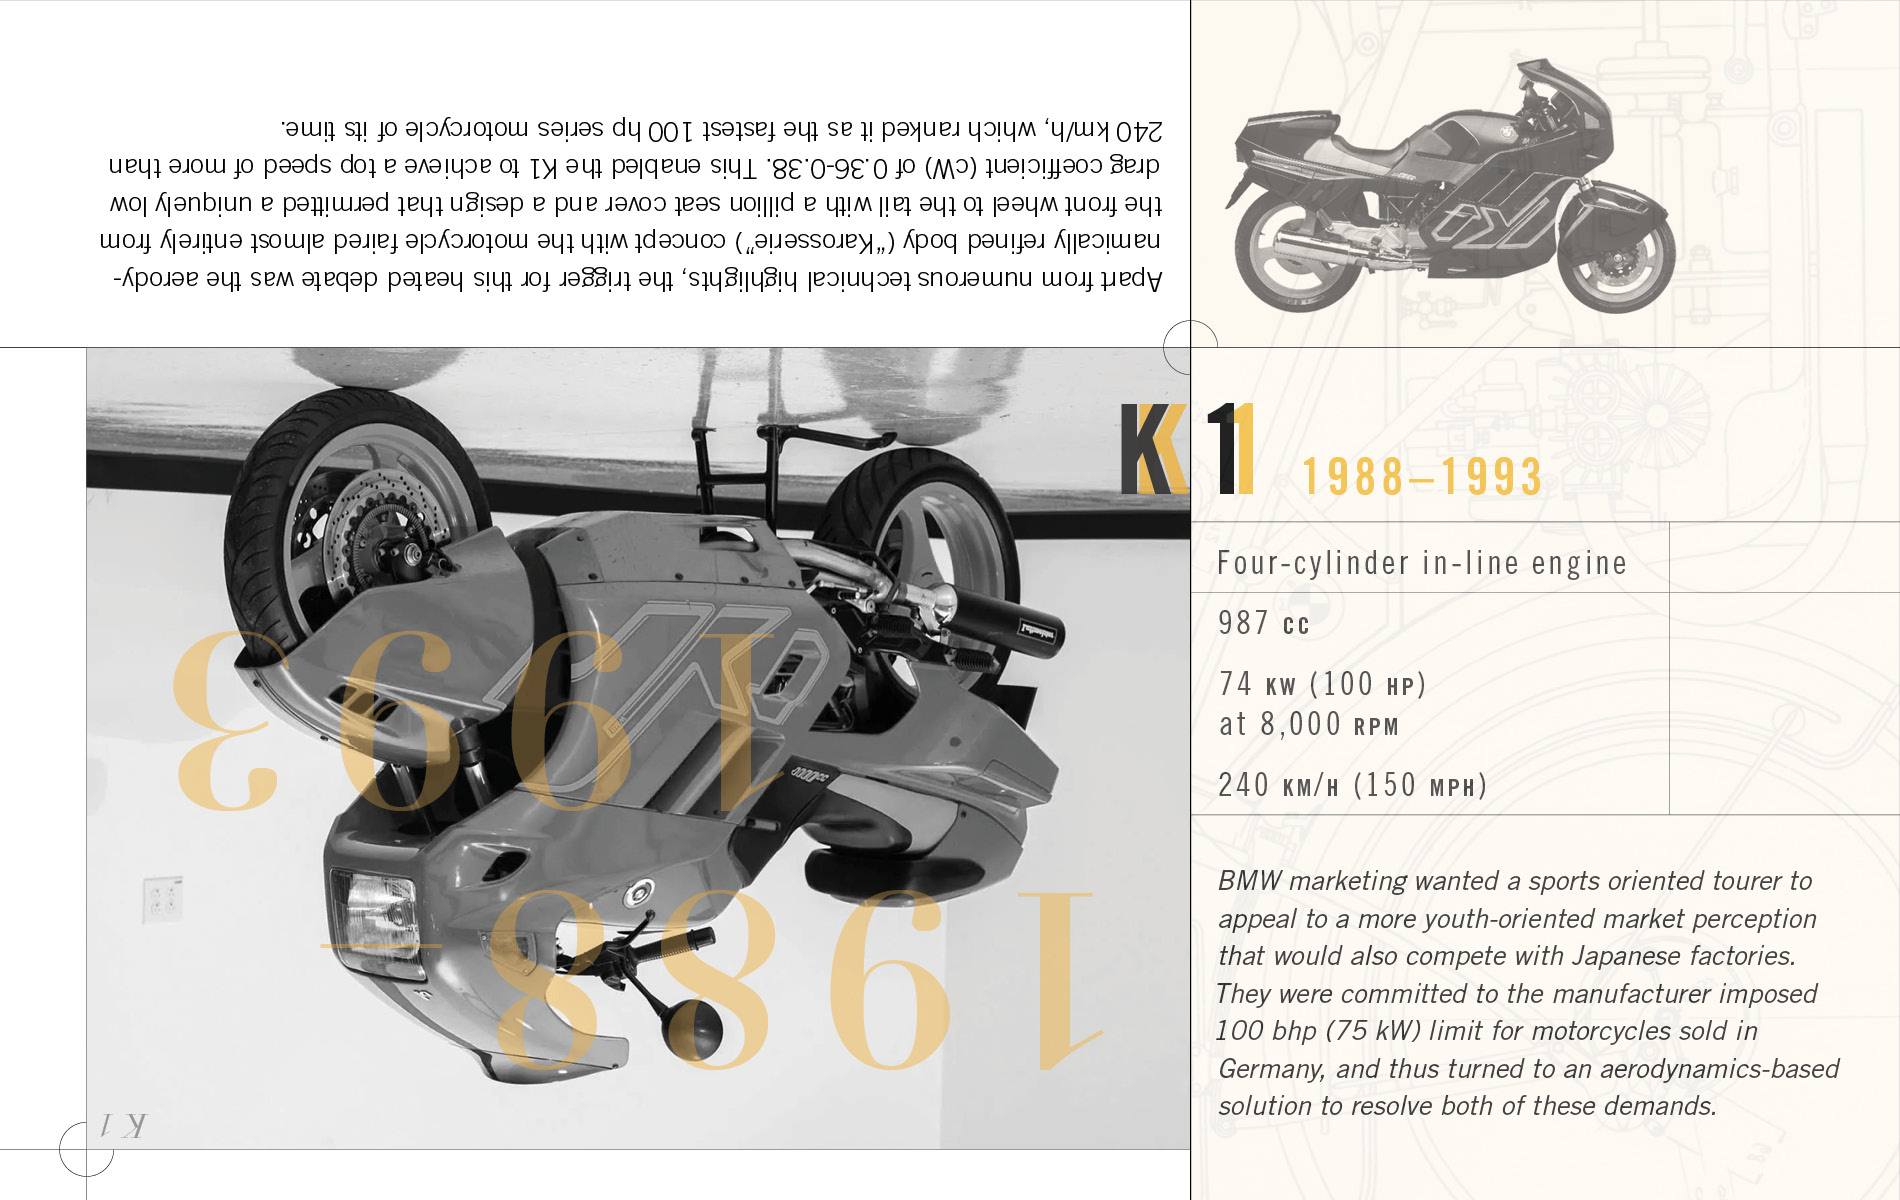 Apart from numerous technical highlights, the trigger for this heated debate was the aerody-
namically refined body (“Karosserie”) concept with the motorcycle faired almost entirely from
the front wheel to the tail with a pillion seat cover and a design that permitted a uniquely low
drag coefficient (cW) of 0.36-0.38. This enabled the K1 to achieve a top speed of more than
240 km/h, which ranked it as the fastest 100 hp series motorcycle of its time.
K1
1988–
1993
K 1
K1
1988–1993
Four-cylinder in-line engine
987 CC
74 KW (100 HP)
at 8,000 RPM
240 KM/H (150 MPH)
BMW marketing wanted a sports oriented tourer to
appeal to a more youth-oriented market perception
that would also compete with Japanese factories.
They were committed to the manufacturer imposed
100 bhp (75 kW) limit for motorcycles sold in
Germany, and thus turned to an aerodynamics-based
solution to resolve both of these demands.